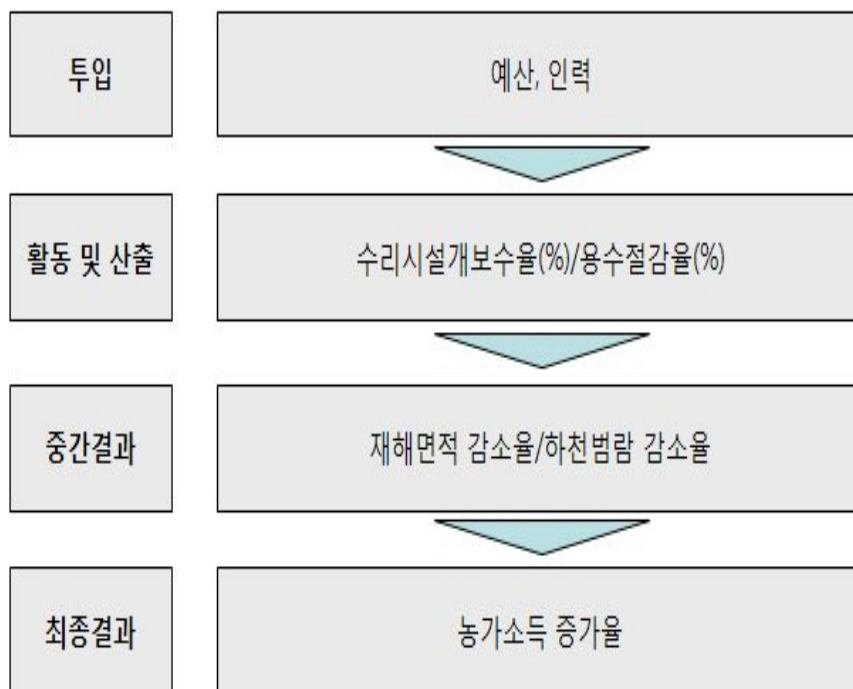 투입
예산, 인력
활동 및 산출
수리시설개보수율(%)/용수절감율(%)
중간결과
재해면적 감소율/하천범람 감소율
최종결과
농가소득 증가율